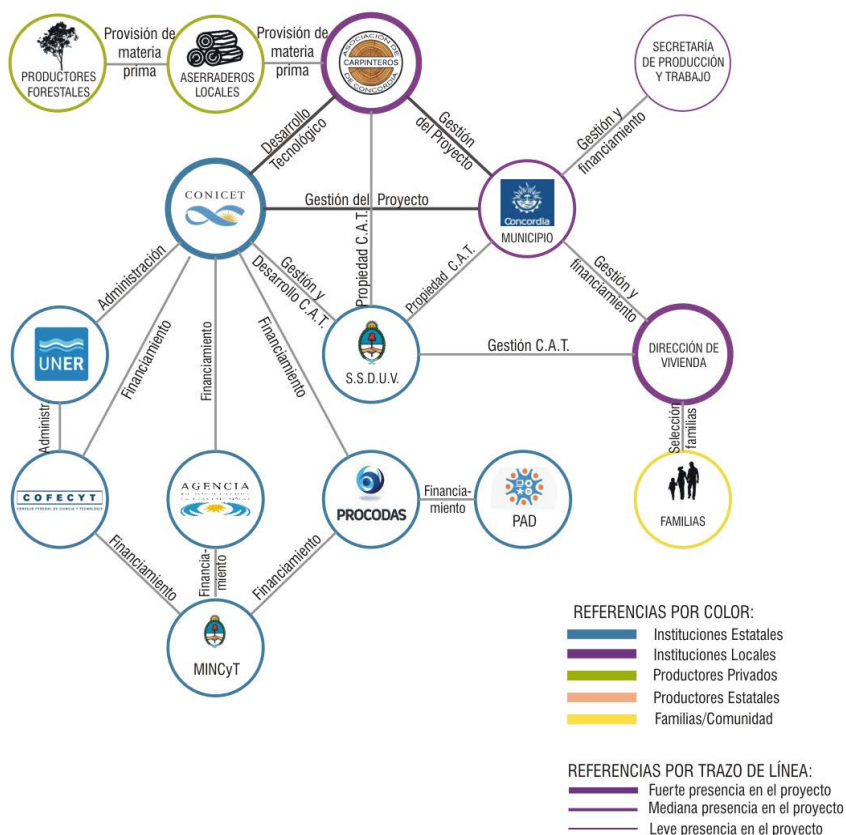 PRODUCTORES
FORESTALES
Provisión de
materia
prima
ASERRADEROS
LOCALES
Provisión de
materia
prima
ASOCIACIÓN DE
CARPINTEROS
DE CONCORDIA
SECRETARÍA
DE PRODUCCIÓN
Y TRABAJO
Desarrollo
Tecnológico
Gestión
del Proyecto
Gestión y
financiamiento
CONICET
Gestión del Proyecto
Concordia
MUNICIPIO
Administración
Gestión y
Desarrollo C.A.T.
Propiedad C.A.T.
Propiedad C.A.T.
Gestión y
financiamiento
UNER
Financiamiento
Financiamiento
Financiamiento
S.S.D.U.V.
Gestión C.A.T.
DIRECCIÓN DE
VIVIENDA
Administr.
Selección
familias
COFECYT
CONSEJO FEDERAL DE CIENCIA Y TECNOLOGÍA
AGENCIA
PROCODAS
Financia-
miento
PAD
FAMILIAS
Financiamiento
Financia-
miento
Financiamiento
MINCyT
REFERENCIAS POR COLOR:
Instituciones Estatales
Instituciones Locales
Productores Privados
Productores Estatales
Familias/Comunidad
REFERENCIAS POR TRAZO DE LÍNEA:
Fuerte presencia en el proyecto
Mediana presencia en el proyecto
Leve presencia en el proyecto